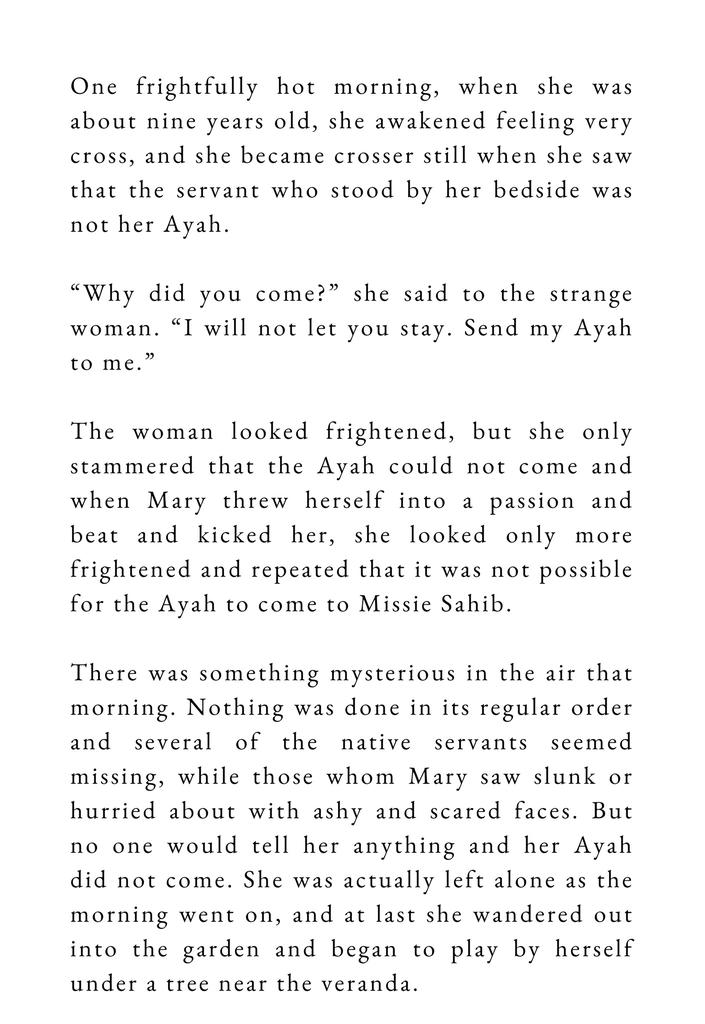 One frightfully hot morning, when she was
about nine years old, she awakened feeling very
cross, and she became crosser still when she saw
that the servant who stood by her bedside was
not her Ayah.
“Why did you come?” she said to the strange
woman. “I will not let you stay. Send my Ayah
to me.”
The woman looked frightened, but she only
stammered that the Ayah could not come and
when Mary threw herself into a passion and
beat and kicked her, she looked only more
frightened and repeated that it was not possible
for the Ayah to come to Missie Sahib.
There was something mysterious in the air that
morning. Nothing was done in its regular order
and several of the native servants seemed
missing, while those whom Mary saw slunk or
hurried about with ashy and scared faces. But
no one would tell her anything and her Ayah
did not come. She was actually left alone as the
morning went on, and at last she wandered out
into the garden and began to play by herself
under a tree near the veranda.